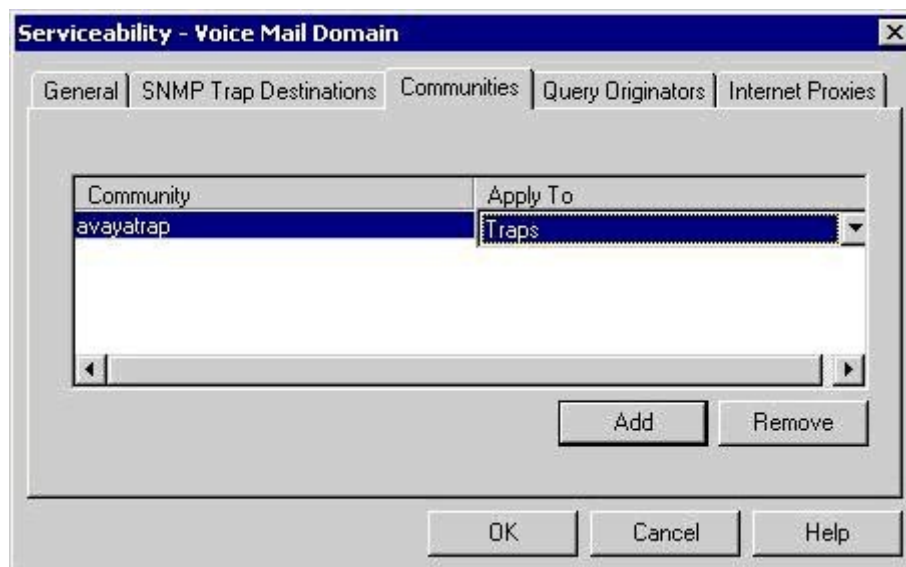 Serviceability - Voice Mail Domain
General SNMP Trap Destinations Communities Query Originators Internet Proxies
Community Apply To
avayatrap Traps
Add Remove
OK Cancel Help